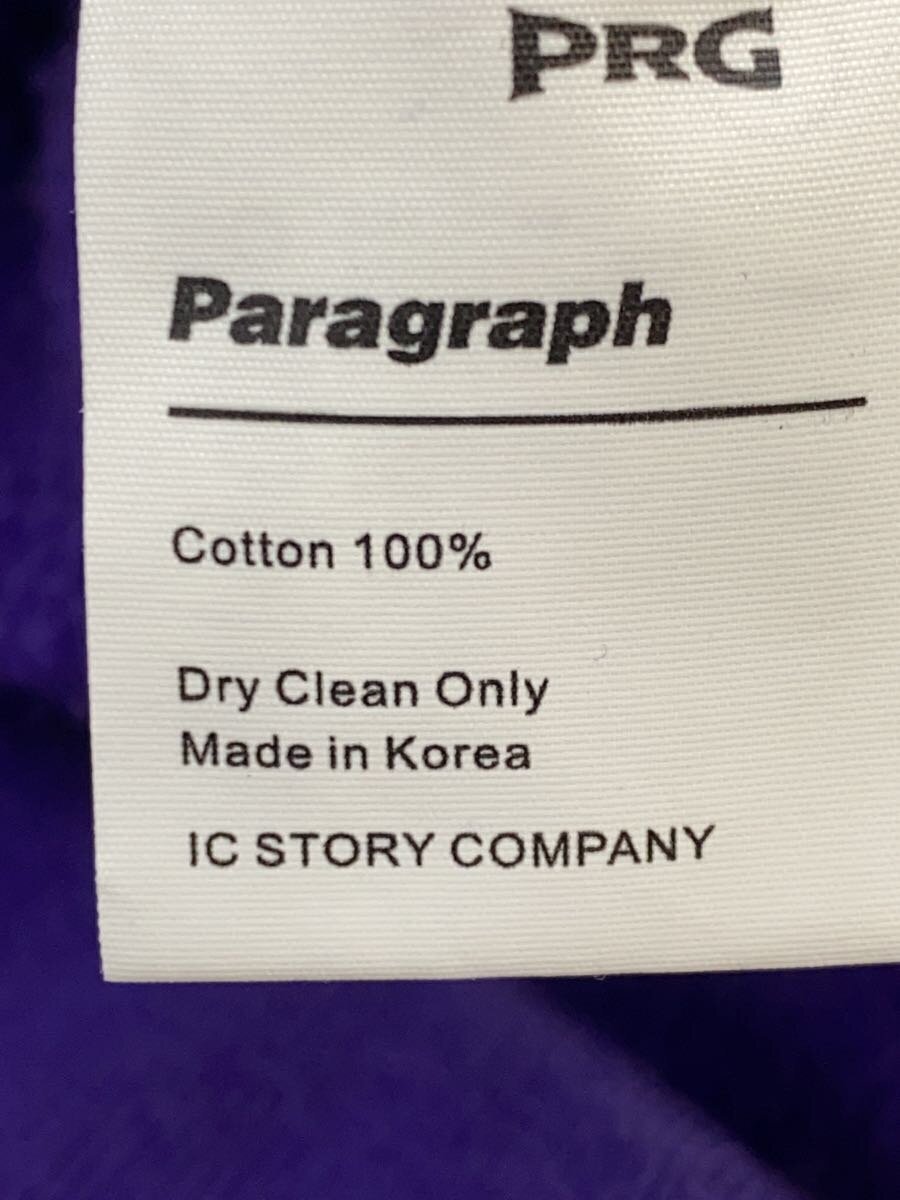 PRG
Paragraph
Cotton 100%
Dry Clean Only
Made in Korea
IC STORY COMPANY